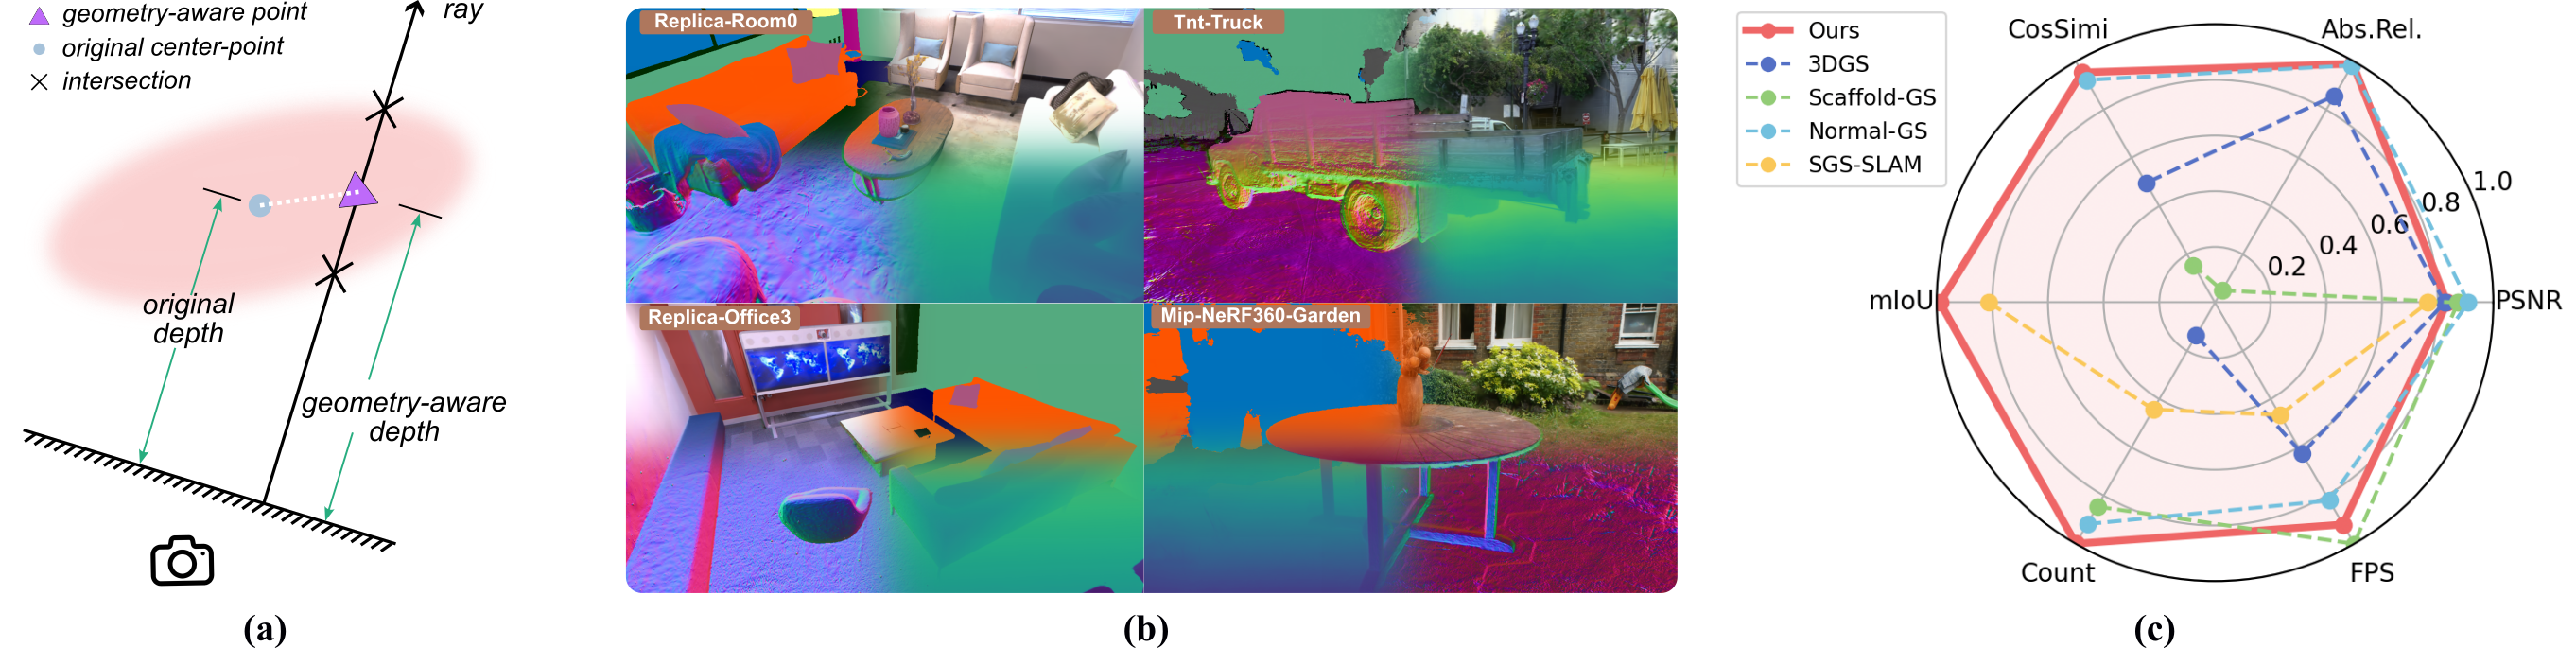 geometry-aware point
original center-point
intersection
ray
original
depth
geometry-aware
depth
(a)
Replica-Room0
Tnt-Truck
Replica-Office3
Mip-NeRF360-Garden
(b)
Ours
3DGS
Scaffold-GS
Normal-GS
SGS-SLAM
CosSimi
Abs.Rel.
1.0
0.8
0.6
0.4
0.2
mIoU
PSNR
Count
FPS
(c)